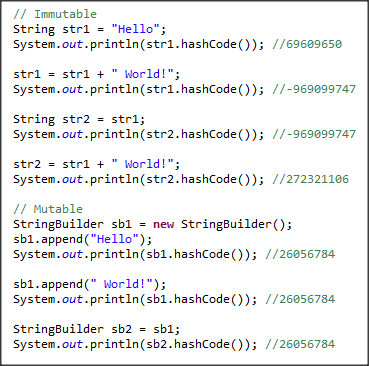 // Immutable
String str1 = "Hello";
System.out.println(str1.hashCode()); //69609650
str1 = str1 + " World!";
System.out.println(str1.hashCode()); //-969099747
String str2 = str1;
System.out.println(str2.hashCode()); //-969099747
str2 = str1 + " World!";
System.out.println(str2.hashCode()); //272321106
// Mutable
StringBuilder sb1 = new StringBuilder();
sb1.append("Hello");
System.out.println(sb1.hashCode()); //26056784
sb1.append(" World!");
System.out.println(sb1.hashCode()); //26056784
StringBuilder sb2 = sb1;
System.out.println(sb2.hashCode()); //26056784